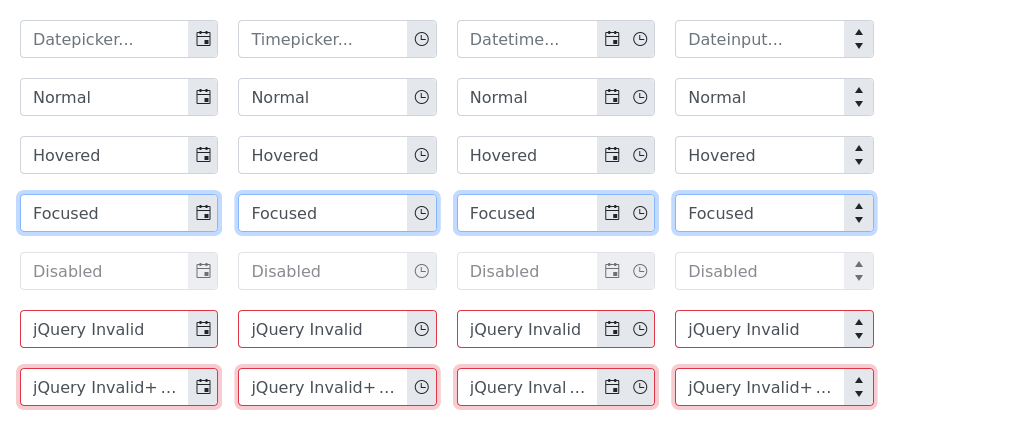 Datepicker... Timepicker... Datetime... Dateinput...
Normal Normal Normal Normal
Hovered Hovered Hovered Hovered
Focused Focused Focused Focused
Disabled Disabled Disabled Disabled
jQuery Invalid jQuery Invalid jQuery Invalid jQuery Invalid
jQuery Invalid+ ... jQuery Invalid+ ... jQuery Inval ... jQuery Invalid+ ...